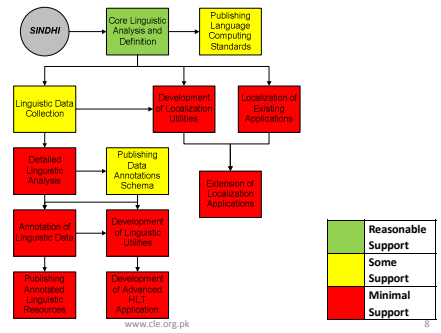 SINDHI
Core Linguistic
Analysis and
Definition
Publishing
Language
Computing
Standards
Linguistic Data
Collection
Development
of Localization
Utilities
Localization of
Existing
Applications
Detailed
Linguistic
Analysis
Publishing
Data
Annotations
Schema
Extension of
Localization
Applications
Annotation of
Linguistic Data
Development
of Linguistic
Utilities
Publishing
Annotated
Linguistic
Resources
Development
of Advanced
HLT
Application
Reasonable
Support
Some
Support
Minimal
Support
www.cle.org.pk
8